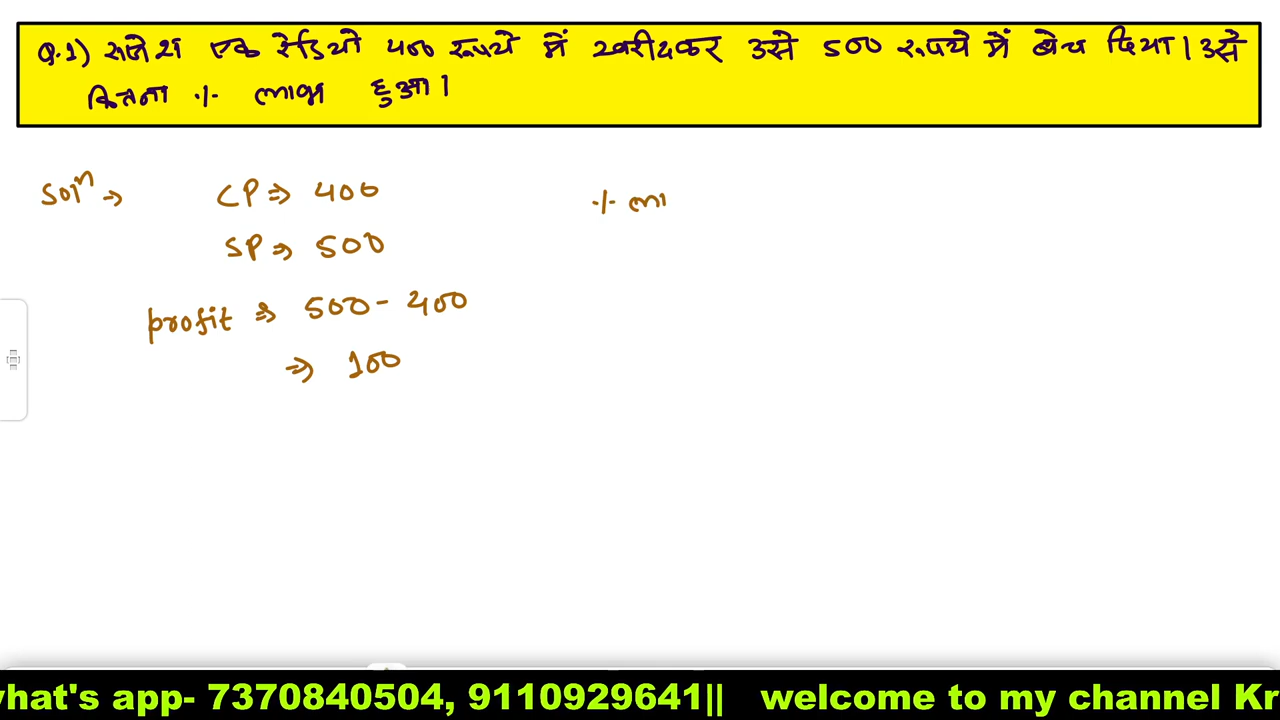 Q.1) राजेश एक रेडियो 400 रूपये में खरीदकर उसे 500 रूपये में बेच दिया। उसे
कितना % लाभ हुआ।
Solⁿ → CP ⇒ 400
% ला
SP ⇒ 500
profit ⇒ 500 - 400
⇒ 100
what's app- 7370840504, 9110929641|| welcome to my channel Kr